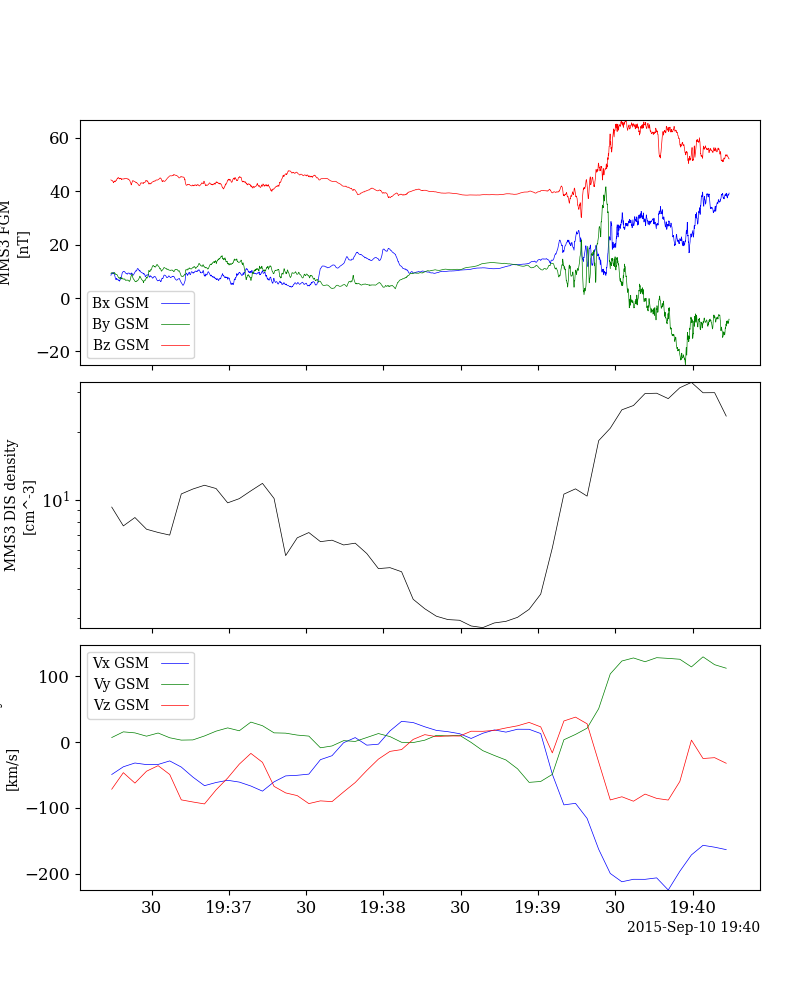 60
40
20
0
−20
MMS3 FGM
[nT]
Bx GSM
By GSM
Bz GSM
10^1
MMS3 DIS density
[cm^-3]
100
0
−100
−200
[km/s]
Vx GSM
Vy GSM
Vz GSM
30
19:37
30
19:38
30
19:39
30
19:40
2015-Sep-10 19:40